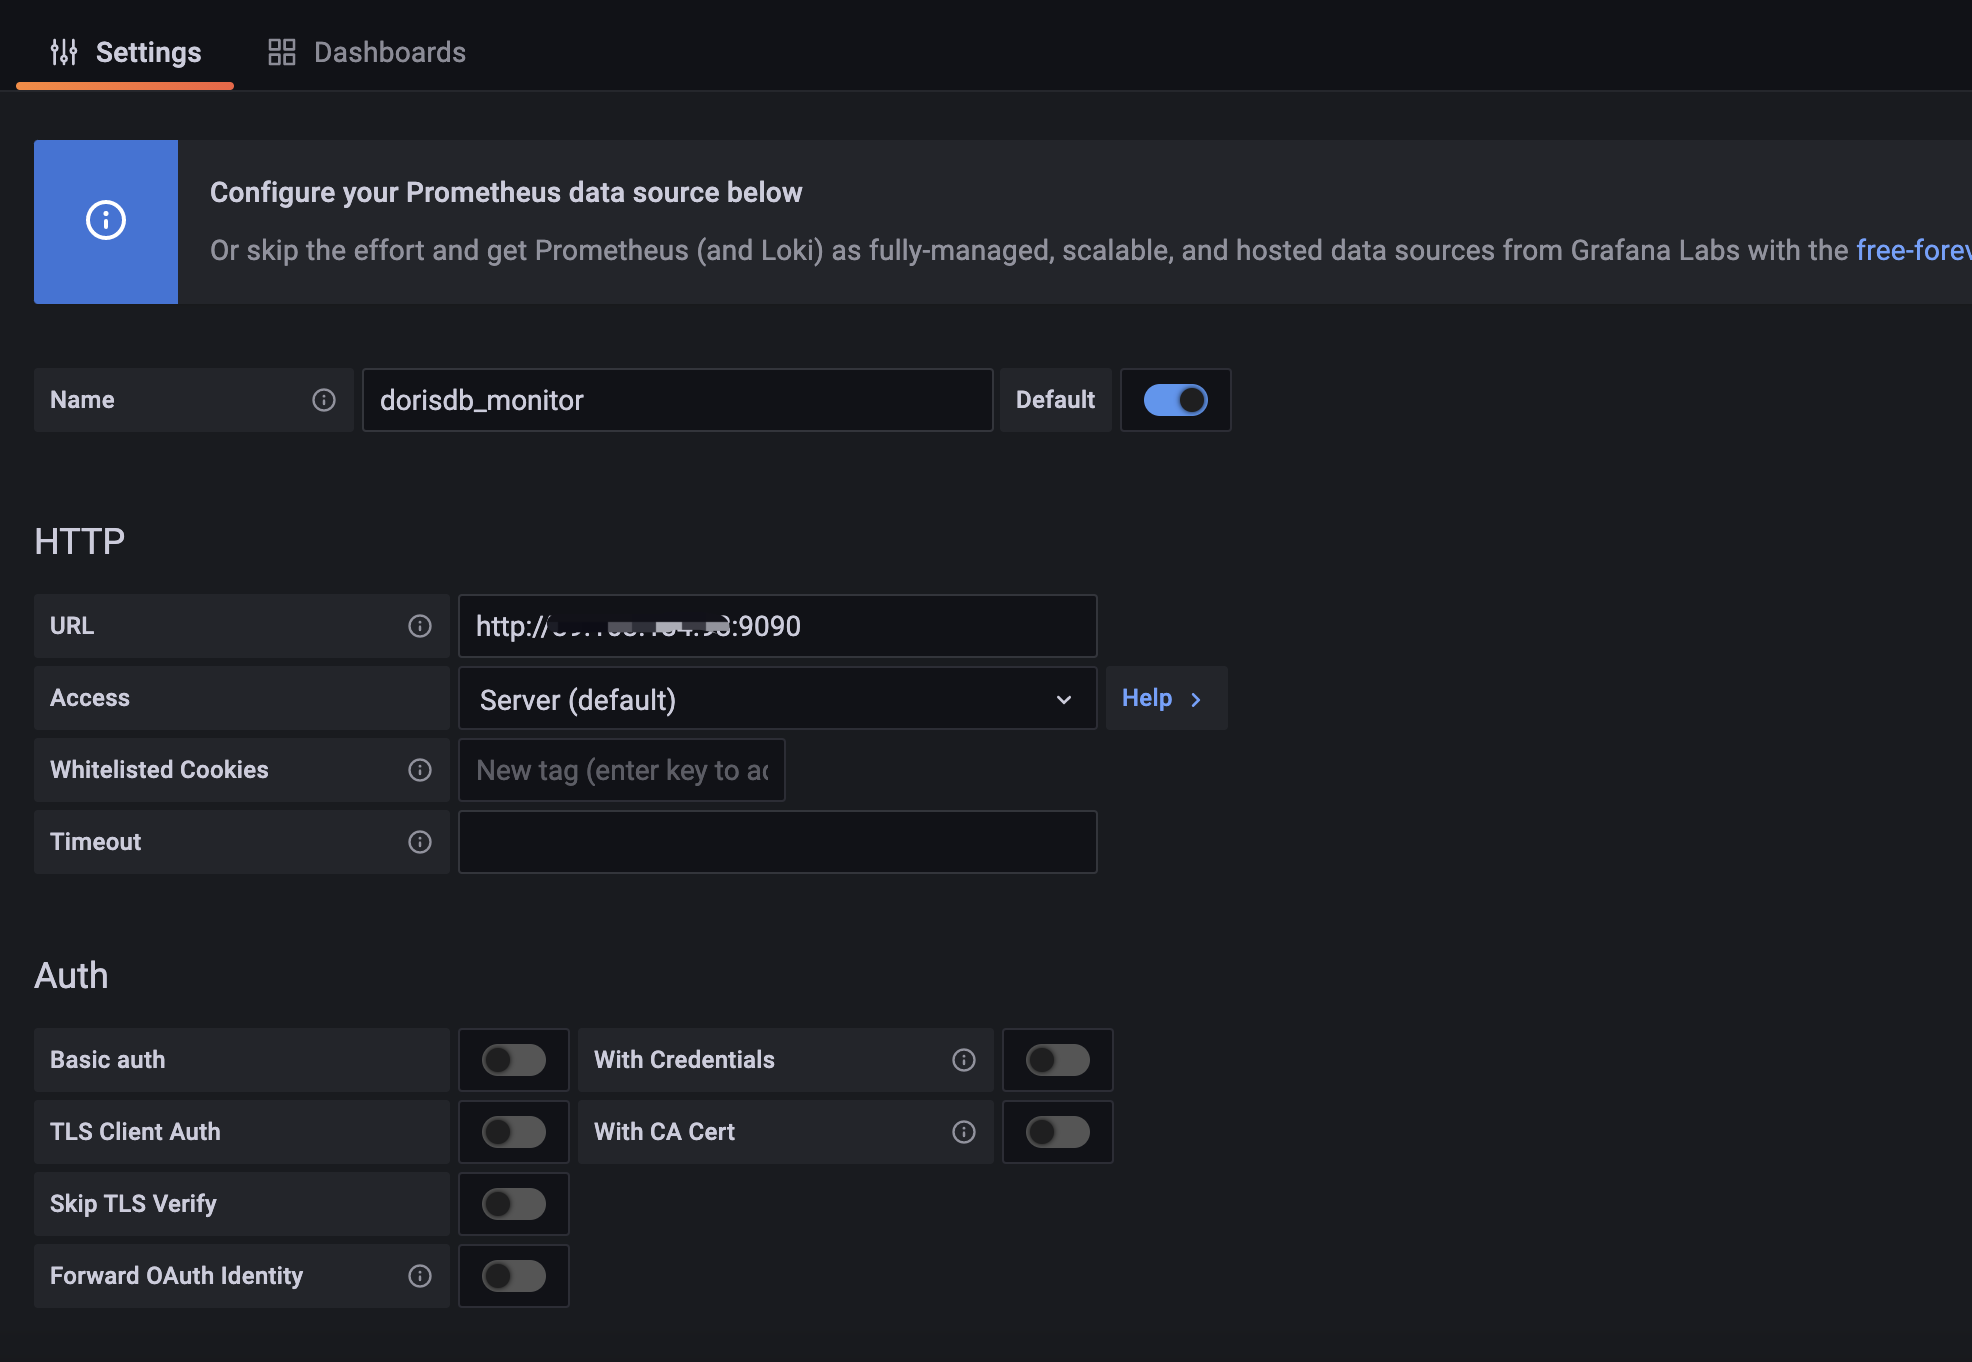 Settings Dashboards
Configure your Prometheus data source below
Or skip the effort and get Prometheus (and Loki) as fully-managed, scalable, and hosted data sources from Grafana Labs with the free-forev
Name dorisdb_monitor Default
HTTP
URL http:// :9090
Access Server (default) Help
Whitelisted Cookies New tag (enter key to ad
Timeout
Auth
Basic auth With Credentials
TLS Client Auth With CA Cert
Skip TLS Verify
Forward OAuth Identity